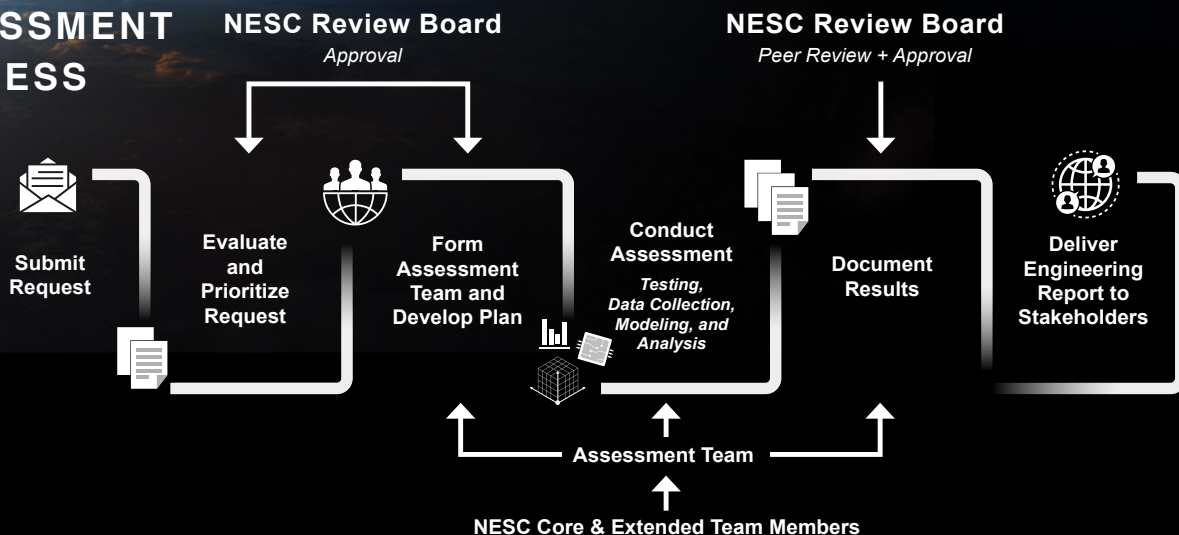 SSMENT
ESS
NESC Review Board
Approval
NESC Review Board
Peer Review + Approval
Submit
Request
Evaluate
and
Prioritize
Request
Form
Assessment
Team and
Develop Plan
Conduct
Assessment
Testing,
Data Collection,
Modeling, and
Analysis
Document
Results
Deliver
Engineering
Report to
Stakeholders
Assessment Team
NESC Core & Extended Team Members